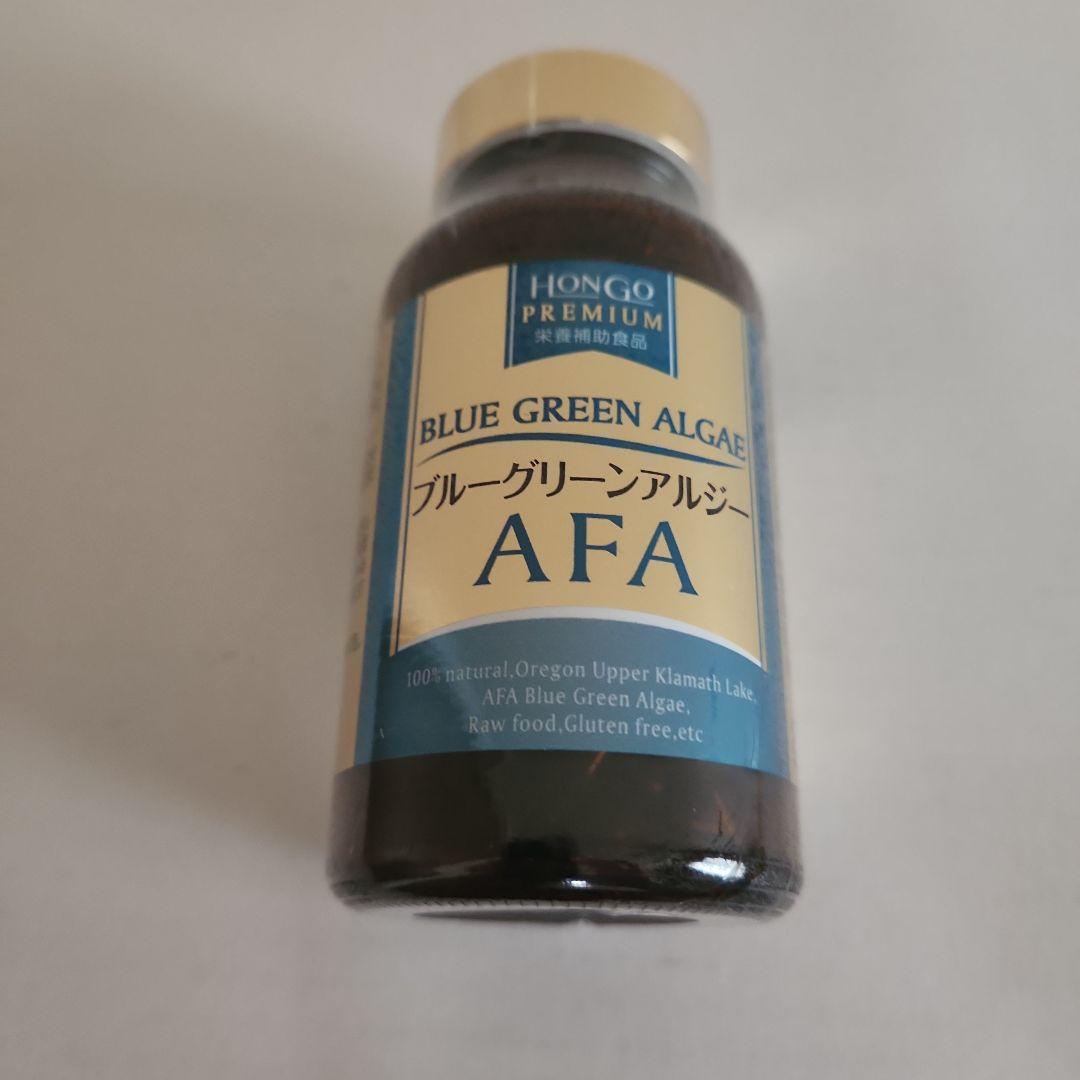 HONGO
PREMIUM
栄養補助食品
BLUE GREEN ALGAE
ブルーグリーンアルジー
AFA
100% natural,Oregon Upper Klamath Lake,
AFA Blue Green Algae,
Raw food,Gluten free,etc